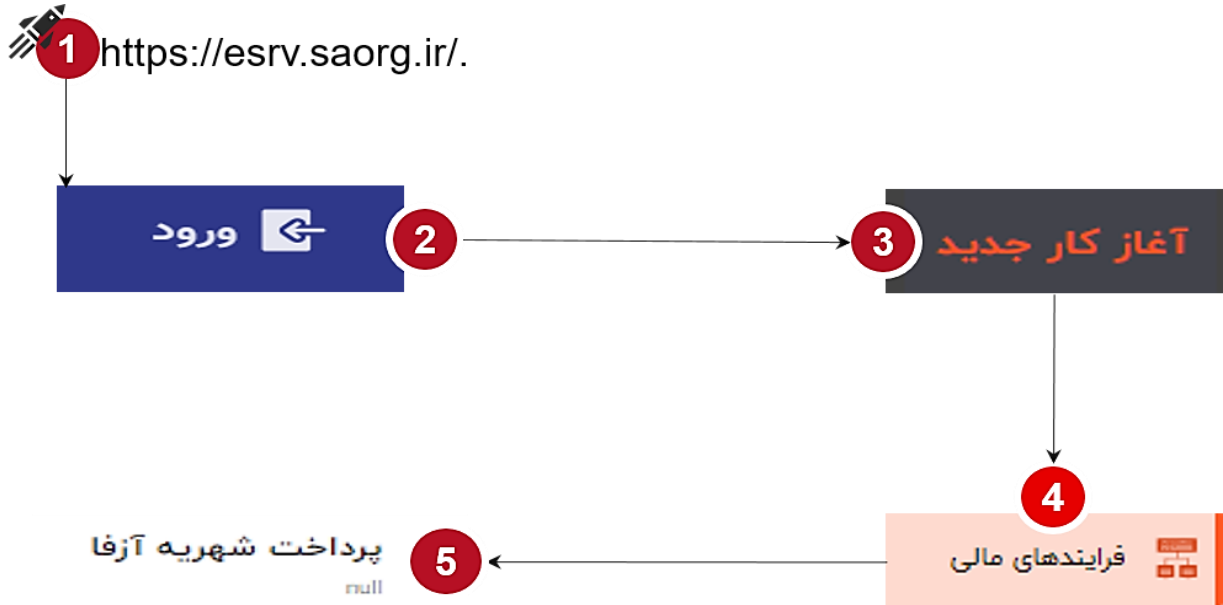 1 https://esrv.saorg.ir/.
ورود
2
3
آغاز کار جدید
4
فرایندهای مالی
5
پرداخت شهریه آزفا
null